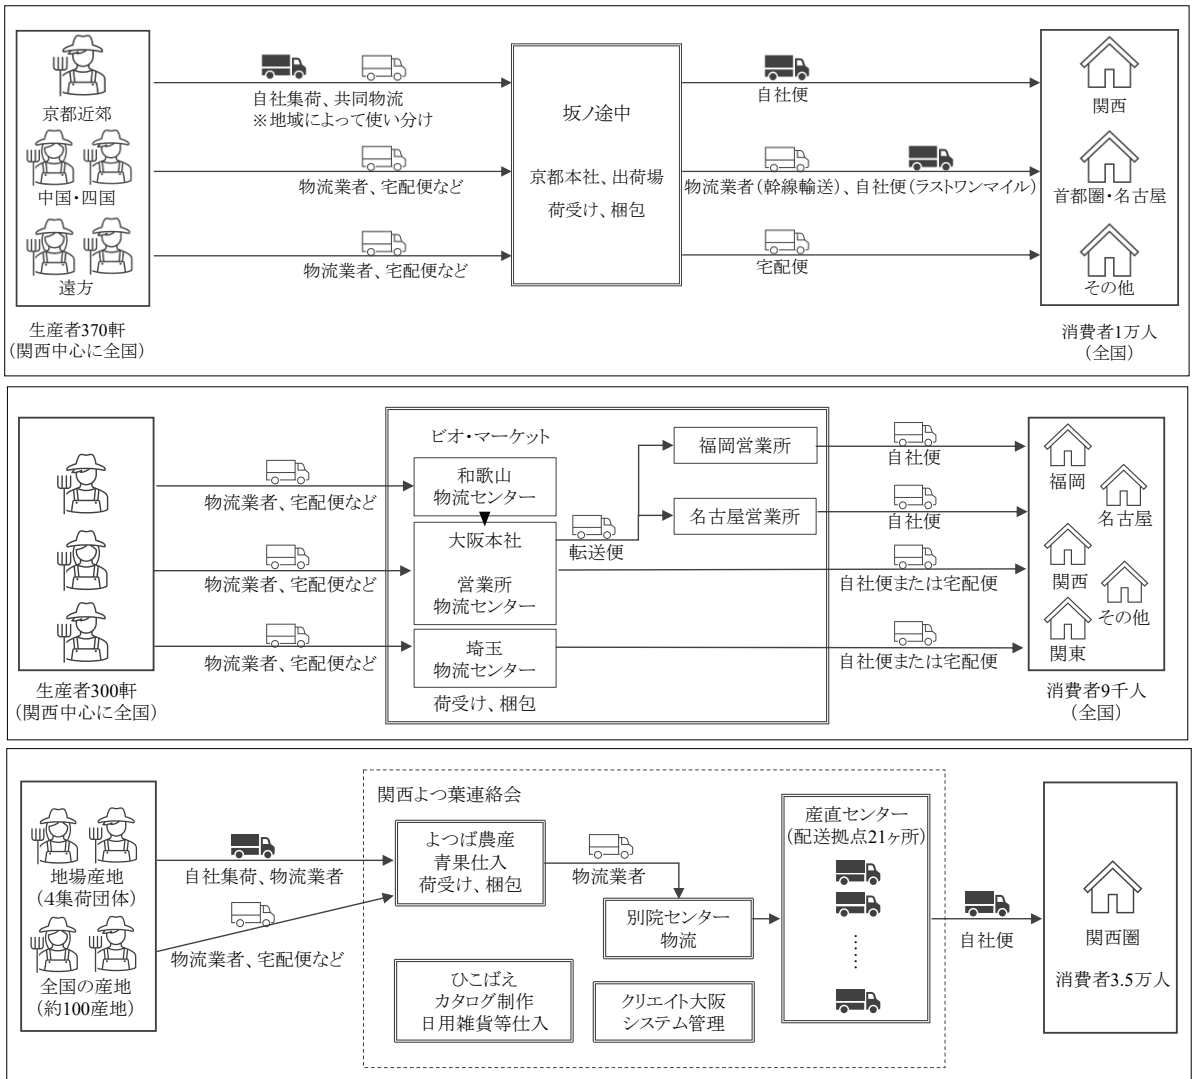 京都近郊
中国・四国
遠方
生産者370軒
(関西中心に全国)
自社集荷、共同物流
※地域によって使い分け
物流業者、宅配便など
物流業者、宅配便など
坂ノ途中
京都本社、出荷場
荷受け、梱包
自社便
物流業者(幹線輸送)、自社便(ラストワンマイル)
宅配便
関西
首都圏・名古屋
その他
消費者1万人
(全国)
生産者300軒
(関西中心に全国)
物流業者、宅配便など
物流業者、宅配便など
物流業者、宅配便など
ビオ・マーケット
和歌山
物流センター
大阪本社
営業所
物流センター
埼玉
物流センター
荷受け、梱包
転送便
福岡営業所
名古屋営業所
自社便
自社便
自社便または宅配便
自社便または宅配便
福岡
名古屋
関西
その他
関東
消費者9千人
(全国)
地場産地
(4集荷団体)
全国の産地
(約100産地)
自社集荷、物流業者
物流業者、宅配便など
関西よつ葉連絡会
よつば農産
青果仕入
荷受け、梱包
物流業者
別院センター
物流
ひこばえ
カタログ制作
日用雑貨等仕入
クリエイト大阪
システム管理
産直センター
(配送拠点21ヶ所)
……
自社便
関西圏
消費者3.5万人